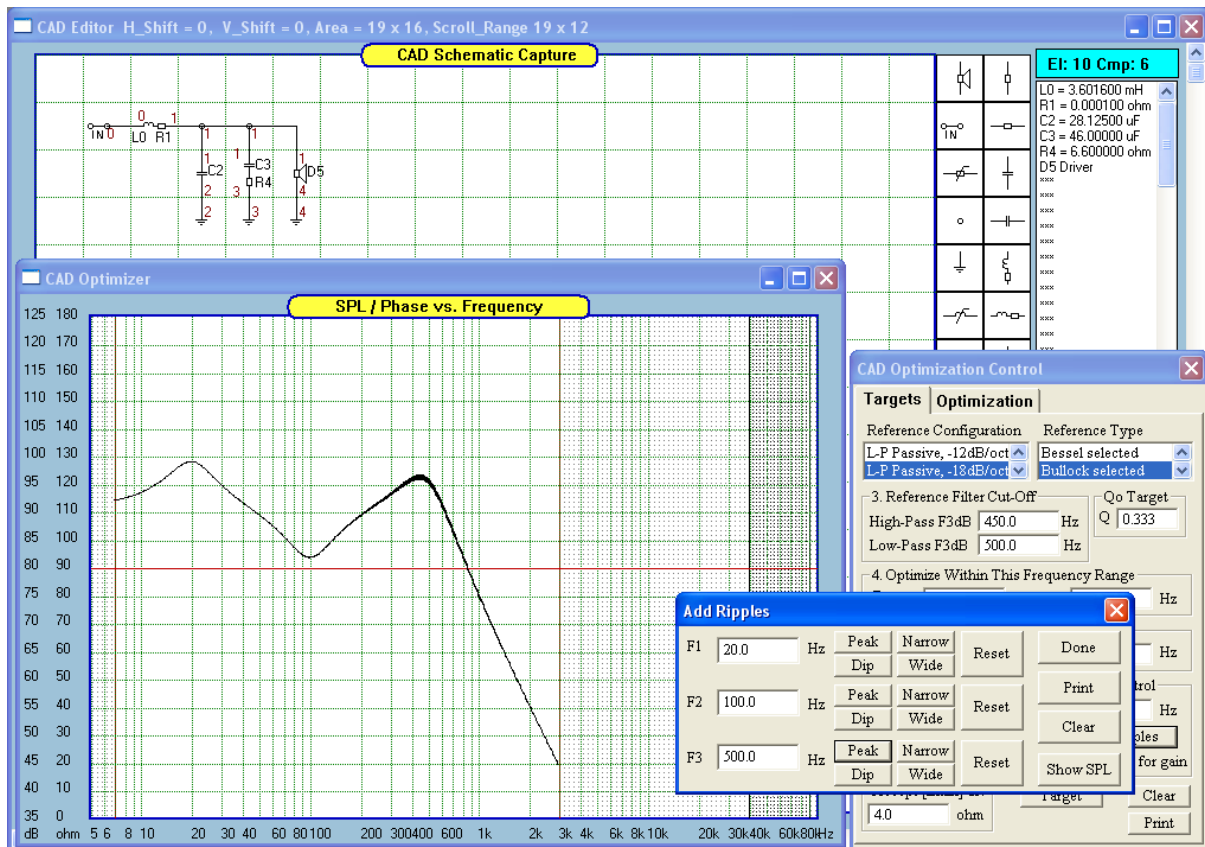 CAD Editor H_Shift = 0, V_Shift = 0, Area = 19 x 16, Scroll_Range 19 x 12
CAD Schematic Capture
El: 10 Cmp: 6
L0 = 3.601600 mH
R1 = 0.000100 ohm
C2 = 28.12500 uF
C3 = 46.00000 uF
R4 = 6.600000 ohm
D5 Driver
***
***
***
***
***
***
***
***
***
***
***
***
IN
IN 0 0 L0 R1 1
1 1 C2 2 2
1 1 C3 R4 3 3
1 D5 4 4
CAD Optimizer
SPL / Phase vs. Frequency
125 180
120 170
115 160
110 150
105 140
100 130
95 120
90 110
85 100
80 90
75 80
70 70
65 60
60 50
55 40
50 30
45 20
40 10
35 0
dB ohm 5 6 8 10 20 30 40 60 80100 200 300400 600 1k 2k 3k 4k 6k 8k10k 20k 30k40k 60k80kHz
CAD Optimization Control
Targets Optimization
Reference Configuration Reference Type
L-P Passive, -12dB/oct Bessel selected
L-P Passive, -18dB/oct Bullock selected
3. Reference Filter Cut-Off Qo Target
High-Pass F3dB 450.0 Hz Q 0.333
Low-Pass F3dB 500.0 Hz
4. Optimize Within This Frequency Range
Hz
Hz
Hz
for gain
Target Clear
4.0 ohm Print
Add Ripples
F1 20.0 Hz Peak Narrow Reset Done
Dip Wide
F2 100.0 Hz Peak Narrow Reset Print
Dip Wide Clear
F3 500.0 Hz Peak Narrow Reset Show SPL
Dip Wide